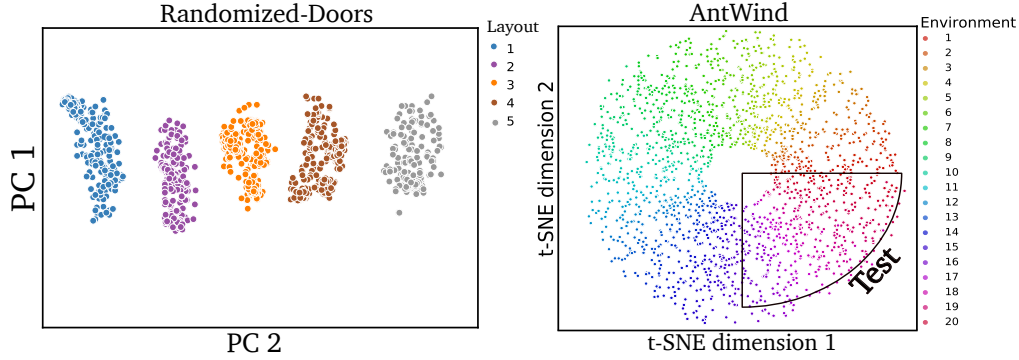 Randomized-Doors
PC 1
PC 2
Layout
1
2
3
4
5
AntWind
t-SNE dimension 2
t-SNE dimension 1
Test
Environment
1
2
3
4
5
6
7
8
9
10
11
12
13
14
15
16
17
18
19
20